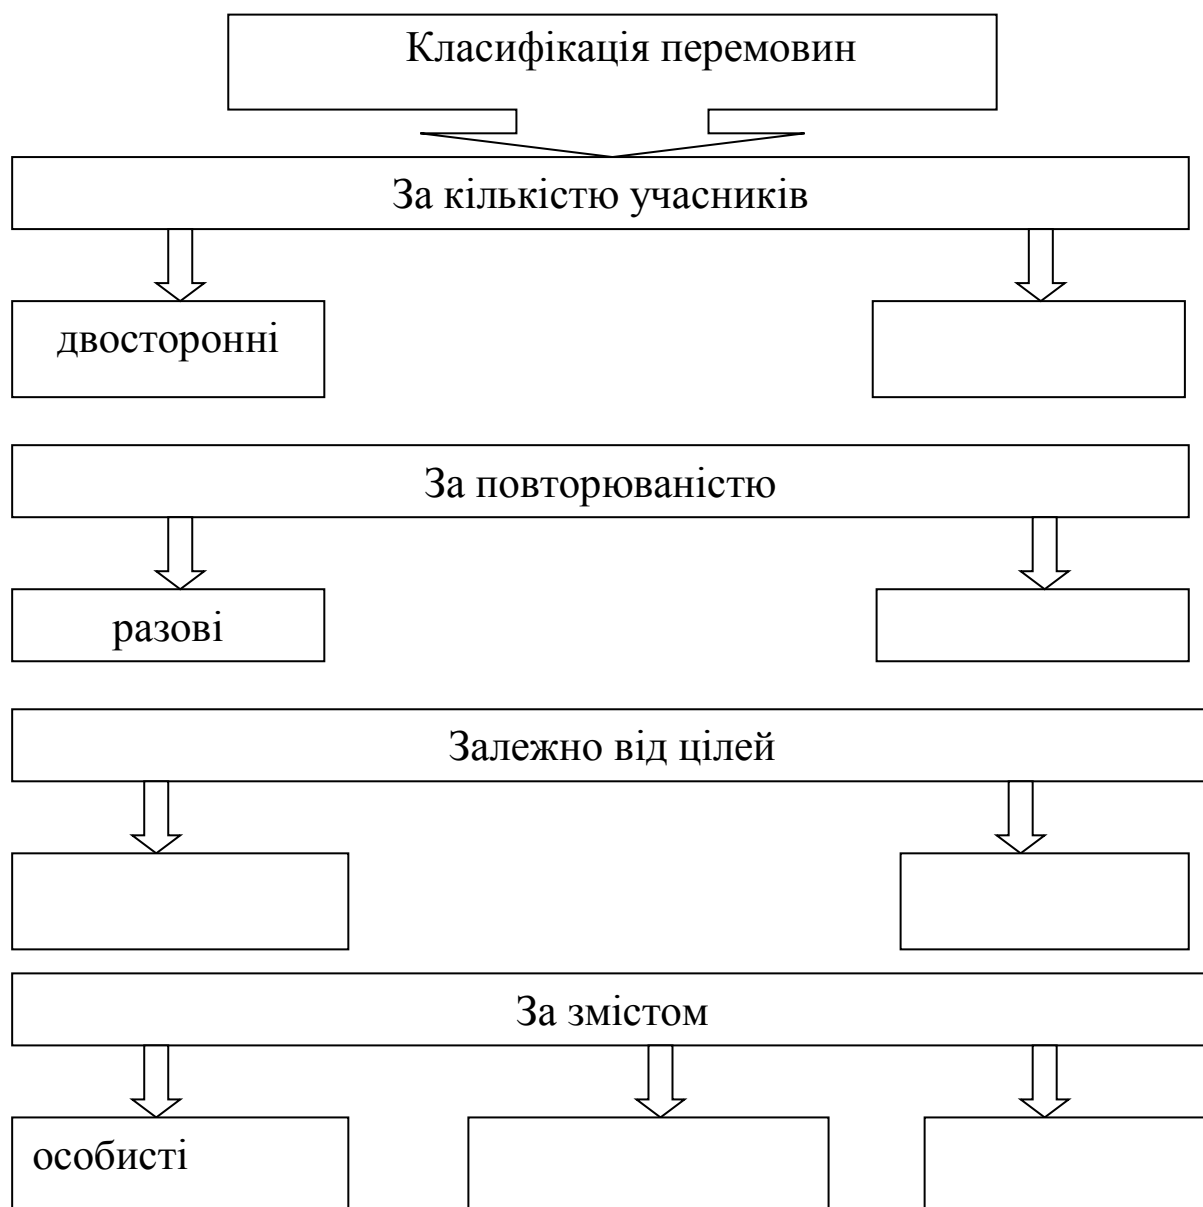 Класифікація перемовин
За кількістю учасників
двосторонні
За повторюваністю
разові
Залежно від цілей
За змістом
особисті